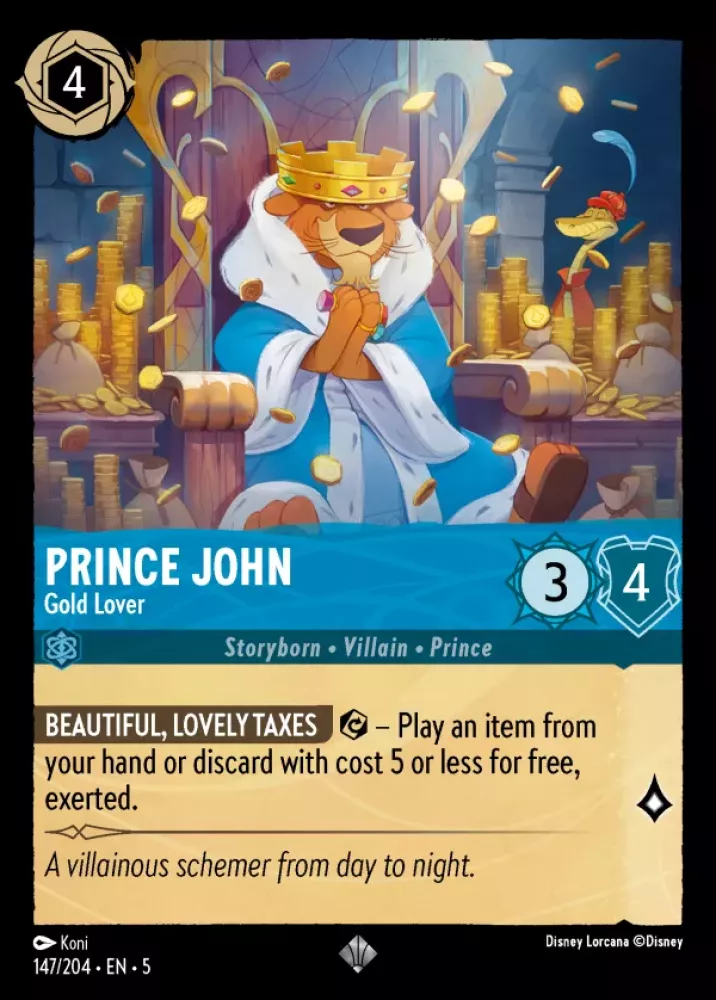 4
PRINCE JOHN
Gold Lover
3
4
Storyborn • Villain • Prince
BEAUTIFUL, LOVELY TAXES – Play an item from
your hand or discard with cost 5 or less for free,
exerted.
A villainous schemer from day to night.
Koni
Disney Lorcana ©Disney
147/204 • EN • 5